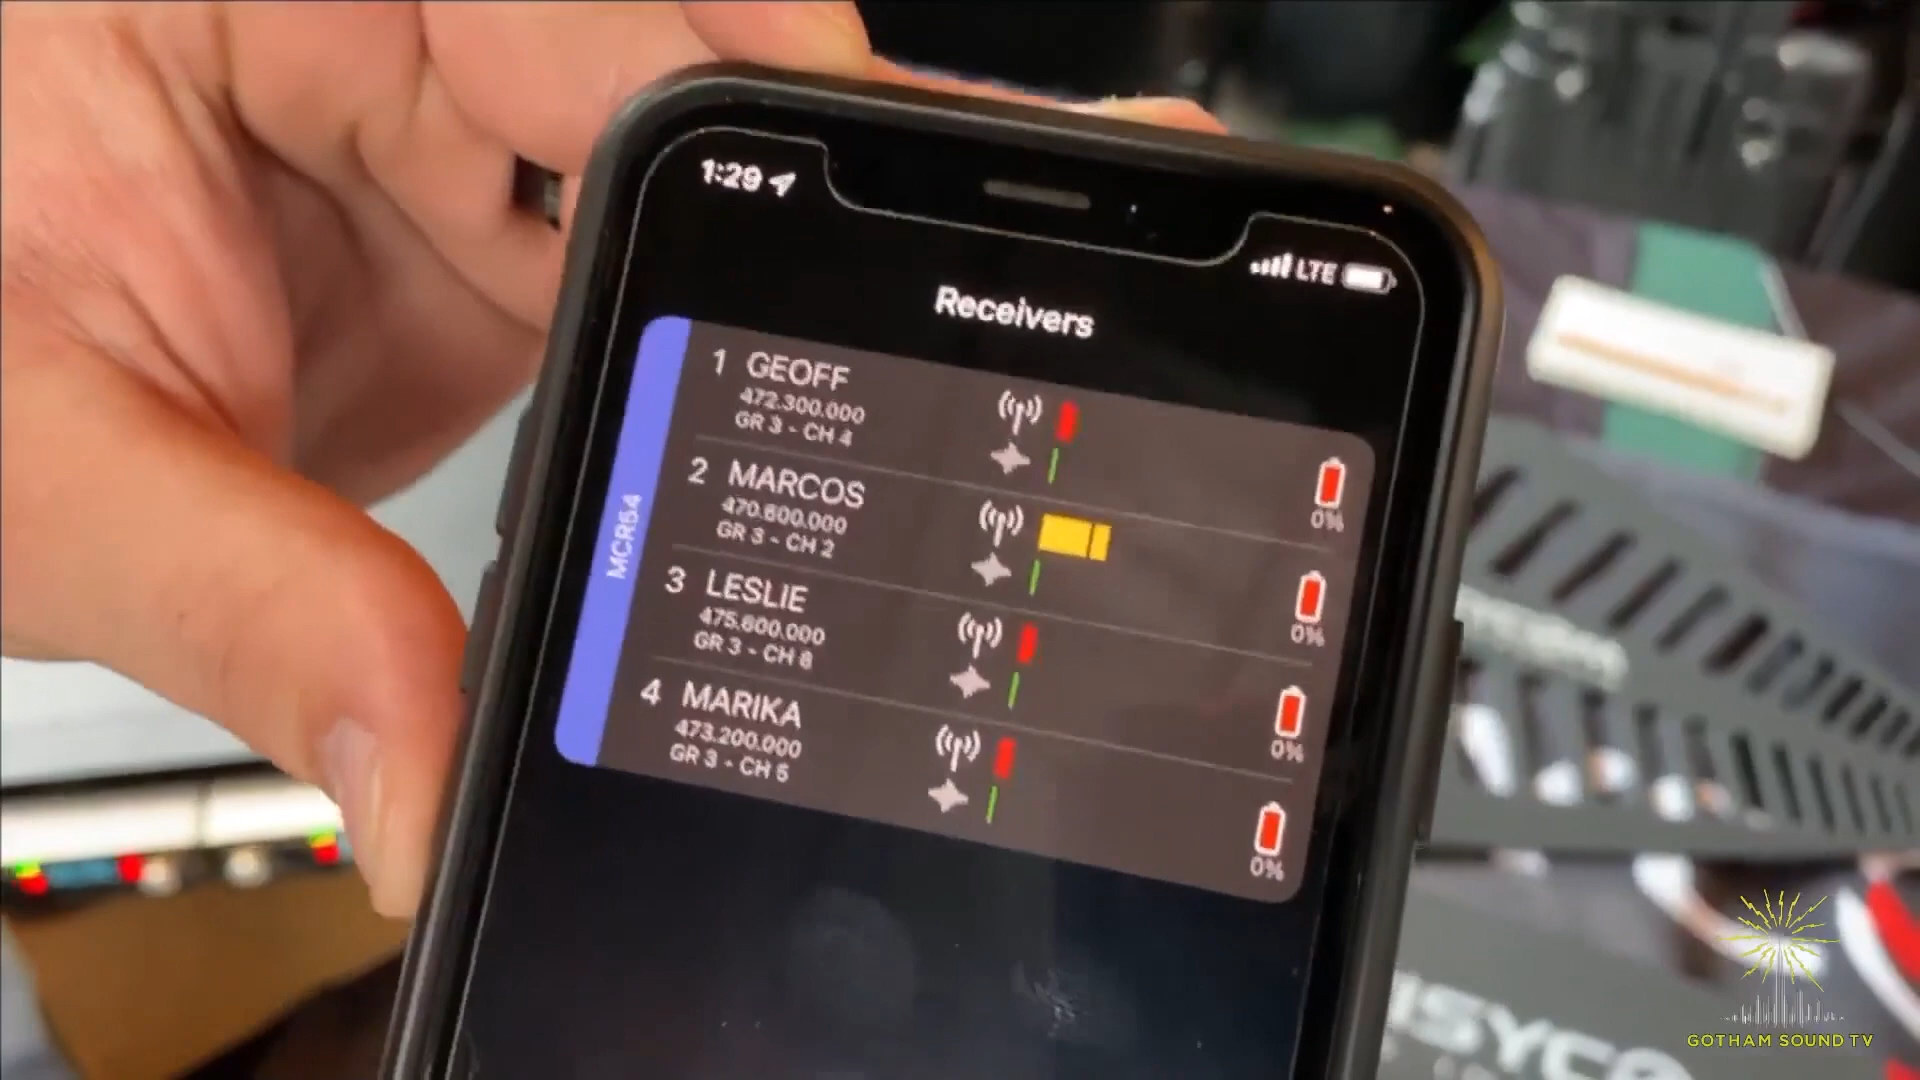 1:29
LTE
Receivers
MCR54
1 GEOFF
472.300.000
GR 3 - CH 4
0%
2 MARCOS
470.600.000
GR 3 - CH 2
0%
3 LESLIE
475.600.000
GR 3 - CH 8
0%
4 MARIKA
473.200.000
GR 3 - CH 5
0%
GOTHAM SOUND TV